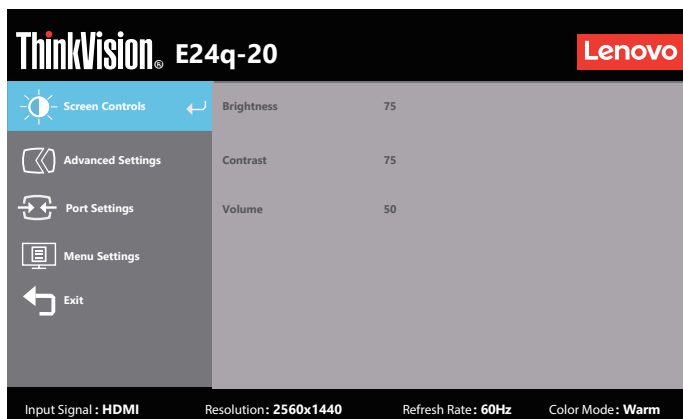 ThinkVision® E24q-20
Lenovo
Screen Controls Brightness 75
Advanced Settings Contrast 75
Port Settings Volume 50
Menu Settings
Exit
Input Signal : HDMI Resolution : 2560x1440 Refresh Rate : 60Hz Color Mode : Warm